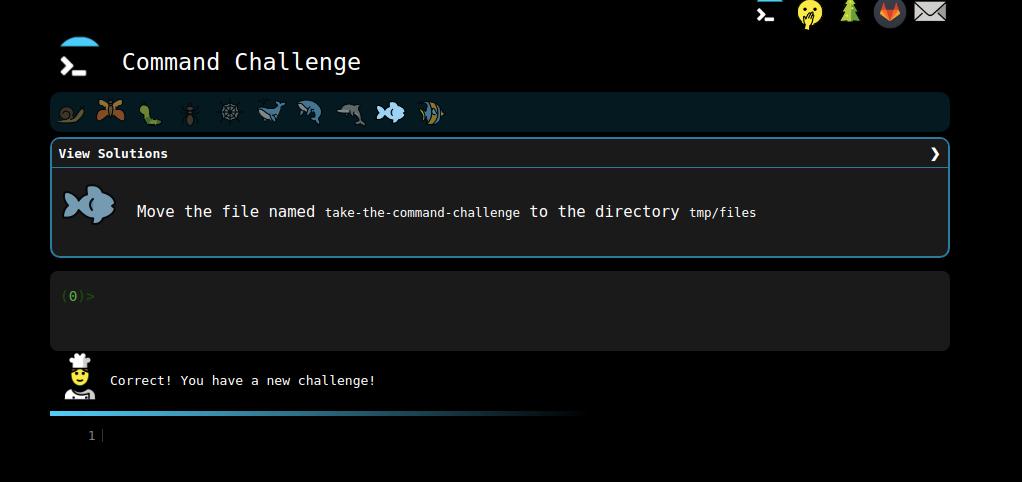 Command Challenge
View Solutions ❯
Move the file named take-the-command-challenge to the directory tmp/files
(0)>
Correct! You have a new challenge!
1